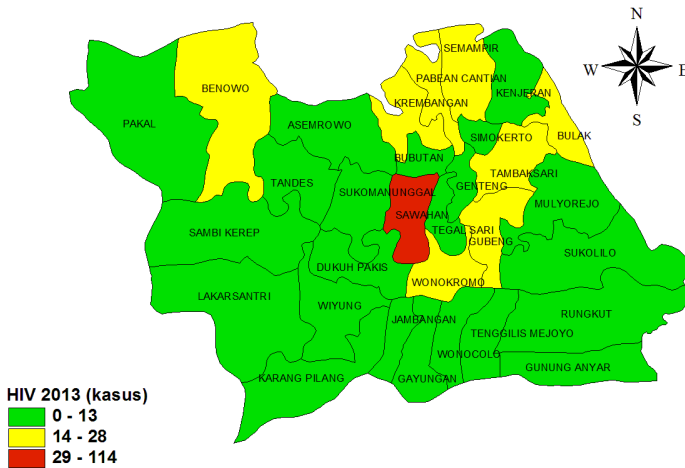 N
W E
S
SEMAMPIR
PABEAN CANTIAN
BENOWO
KENJERAN
KREMBANGAN
PAKAL
ASEMROWO
SIMOKERTO
BULAK
BUBUTAN
TAMBAKSARI
TANDES
GENTENG
SUKOMANUNGGAL
MULYOREJO
SAWAHAN
TEGAL SARI
SAMBI KEREP
GUBENG
SUKOLILO
DUKUH PAKIS
WONOKROMO
LAKARSANTRI
WIYUNG
RUNGKUT
JAMBANGAN
TENGGILIS MEJOYO
WONOCOLO
GUNUNG ANYAR
KARANG PILANG
GAYUNGAN
HIV 2013 (kasus)
0 - 13
14 - 28
29 - 114